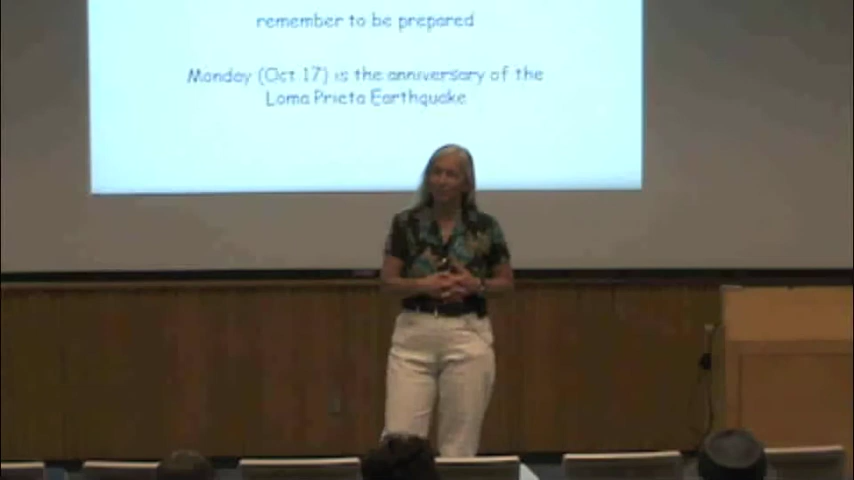 remember to be prepared
Monday (Oct 17) is the anniversary of the
Loma Prieta Earthquake